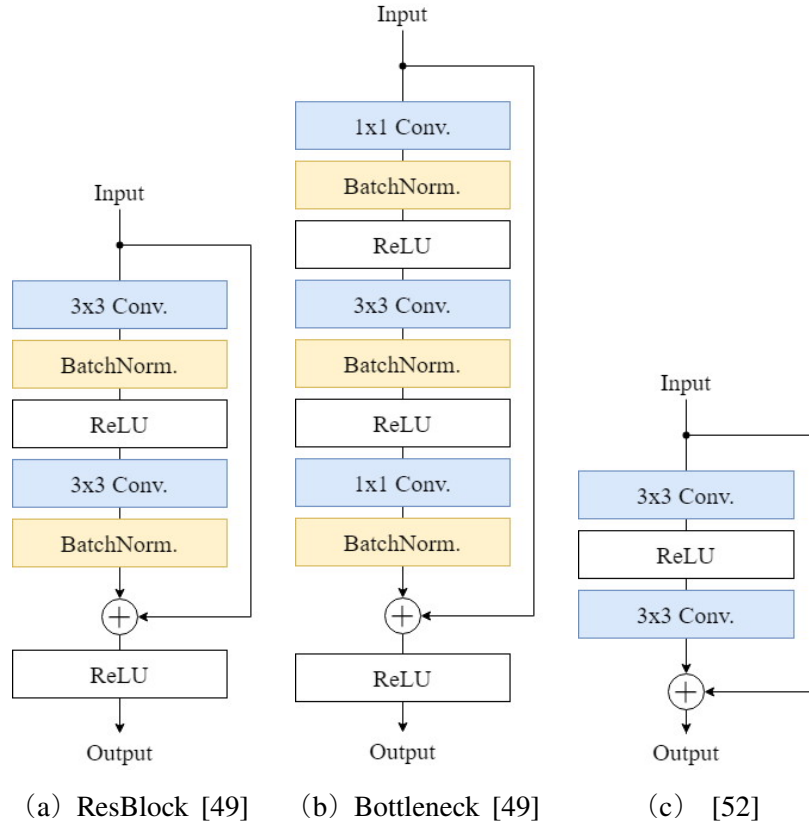 Input
3x3 Conv.
BatchNorm.
ReLU
3x3 Conv.
BatchNorm.
ReLU
Output
(a) ResBlock [49]
Input
1x1 Conv.
BatchNorm.
ReLU
3x3 Conv.
BatchNorm.
ReLU
1x1 Conv.
BatchNorm.
ReLU
Output
(b) Bottleneck [49]
Input
3x3 Conv.
ReLU
3x3 Conv.
Output
(c) [52]